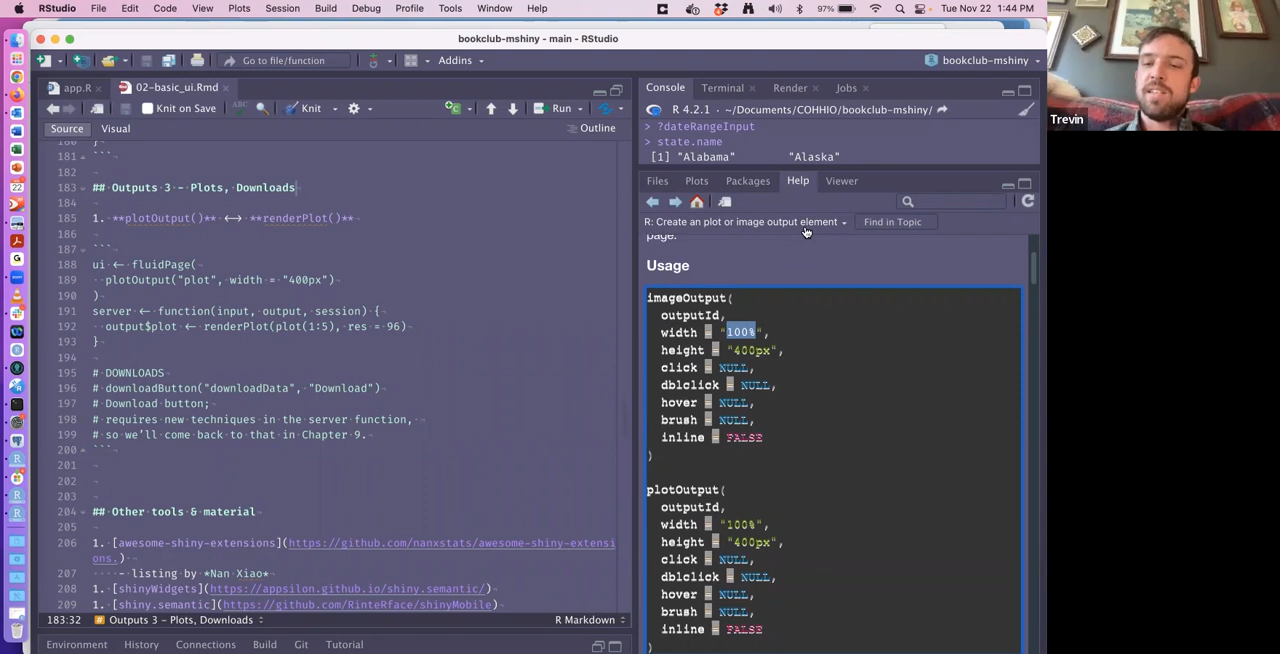 RStudio File Edit Code View Plots Session Build Debug Profile Tools Window Help 97% Tue Nov 22 1:44 PM
bookclub-mshiny - main - RStudio
Go to file/function Addins bookclub-mshiny
app.R 02-basic_ui.Rmd
Knit on Save ABC Knit Run
Source Visual Outline
180 }
181 ```
182
183 ## Outputs 3 - Plots, Downloads
184
185 1. **plotOutput()** <-> **renderPlot()**
186
187 ```
188 ui <- fluidPage(
189 plotOutput("plot", width = "400px")
190 )
191 server <- function(input, output, session) {
192 output$plot <- renderPlot(plot(1:5), res = 96)
193 }
194
195 # DOWNLOADS
196 # downloadButton("downloadData", "Download")
197 # Download button;
198 # requires new techniques in the server function,
199 # so we'll come back to that in Chapter 9.
200 ```
201
202
203
204 ## Other tools & material
205
206 1. [awesome-shiny-extensions](https://github.com/nanxstats/awesome-shiny-extensi
ons.)
207 - listing by *Nan Xiao*
208 1. [shinyWidgets](https://appsilon.github.io/shiny.semantic/)
209 1. [shiny.semantic](https://github.com/RinteRface/shinyMobile)
183:32 # Outputs 3 - Plots, Downloads R Markdown
Environment History Connections Build Git Tutorial
Console Terminal Render Jobs
R 4.2.1 · ~/Documents/COHHIO/bookclub-mshiny/
> ?dateRangeInput
> state.name
[1] "Alabama" "Alaska"
Files Plots Packages Help Viewer
R: Create an plot or image output element Find in Topic
page.
Usage
imageOutput(
outputId,
width = "100%",
height = "400px",
click = NULL,
dblclick = NULL,
hover = NULL,
brush = NULL,
inline = FALSE
)
plotOutput(
outputId,
width = "100%",
height = "400px",
click = NULL,
dblclick = NULL,
hover = NULL,
brush = NULL,
inline = FALSE
)
Trevin